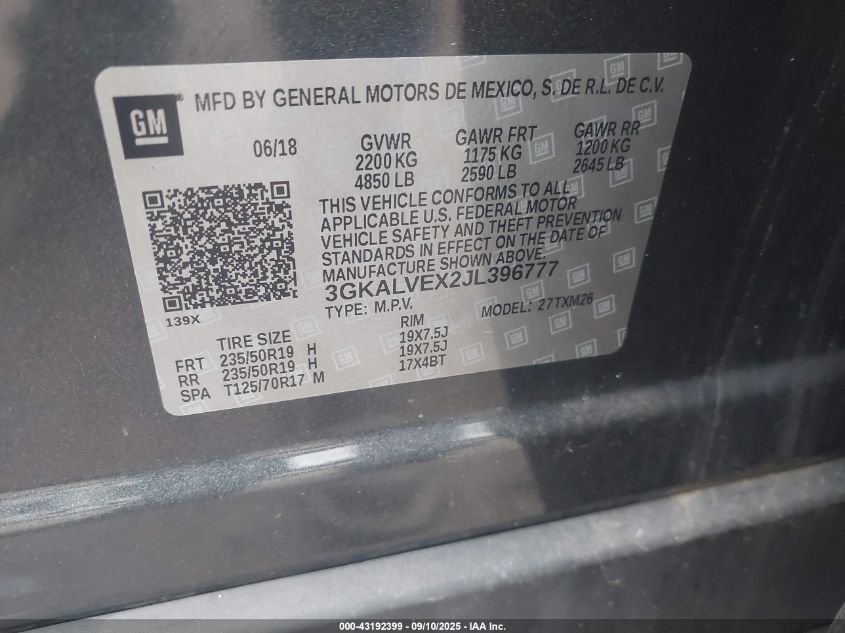 GM ® MFD BY GENERAL MOTORS DE MEXICO, S. DE R.L. DE C.V.
06/18 GVWR GAWR FRT GAWR RR
2200 KG 1175 KG 1200 KG
4850 LB 2590 LB 2645 LB
THIS VEHICLE CONFORMS TO ALL
APPLICABLE U.S. FEDERAL MOTOR
VEHICLE SAFETY AND THEFT PREVENTION
STANDARDS IN EFFECT ON THE DATE OF
MANUFACTURE SHOWN ABOVE.
3GKALVEX2JL396777
TYPE: M.P.V. MODEL: 27TXM26
139X
TIRE SIZE RIM
FRT 235/50R19 H 19X7.5J
RR 235/50R19 H 19X7.5J
SPA T125/70R17 M 17X4BT
000-43192399 - 09/10/2025 - IAA Inc.